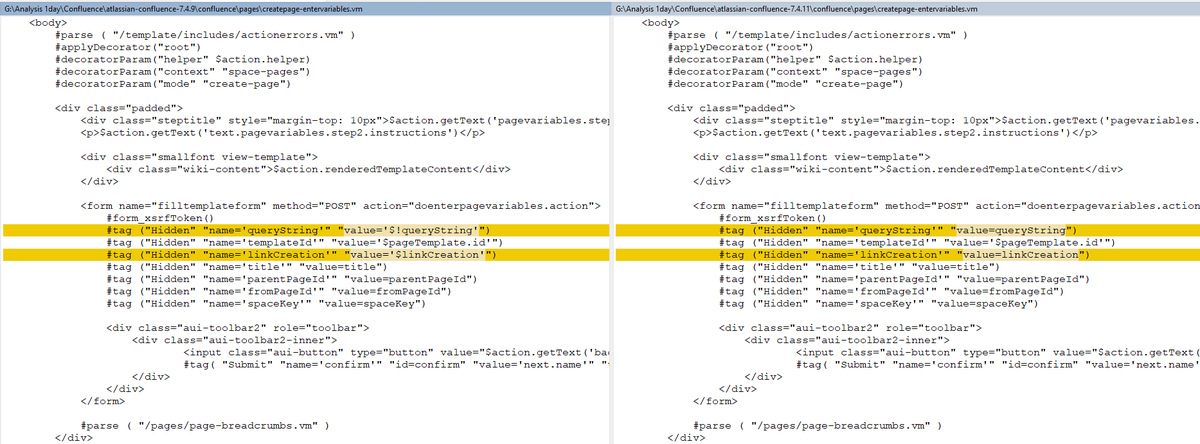 G:\Analysis 1day\Confluence\atlassian-confluence-7.4.9\confluence\pages\createpage-entervariables.vm
<body>
#parse ( "/template/includes/actionerrors.vm" )
#applyDecorator("root")
#decoratorParam("helper" $action.helper)
#decoratorParam("context" "space-pages")
#decoratorParam("mode" "create-page")
<div class="padded">
<div class="steptitle" style="margin-top: 10px">$action.getText('pagevariables.step
<p>$action.getText('text.pagevariables.step2.instructions')</p>
<div class="smallfont view-template">
<div class="wiki-content">$action.renderedTemplateContent</div>
</div>
<form name="filltemplateform" method="POST" action="doenterpagevariables.action">
#form_xsrfToken()
#tag ("Hidden" "name='queryString'" "value='$!queryString'")
#tag ("Hidden" "name='templateId'" "value='$pageTemplate.id'")
#tag ("Hidden" "name='linkCreation'" "value='$linkCreation'")
#tag ("Hidden" "name='title'" "value=title")
#tag ("Hidden" "name='parentPageId'" "value=parentPageId")
#tag ("Hidden" "name='fromPageId'" "value=fromPageId")
#tag ("Hidden" "name='spaceKey'" "value=spaceKey")
<div class="aui-toolbar2" role="toolbar">
<div class="aui-toolbar2-inner">
<input class="aui-button" type="button" value="$action.getText('ba
#tag( "Submit" "name='confirm'" "id=confirm" "value='next.name'" "
</div>
</div>
</form>
#parse ( "/pages/page-breadcrumbs.vm" )
</div>
G:\Analysis 1day\Confluence\atlassian-confluence-7.4.11\confluence\pages\createpage-entervariables.vm
<body>
#parse ( "/template/includes/actionerrors.vm" )
#applyDecorator("root")
#decoratorParam("helper" $action.helper)
#decoratorParam("context" "space-pages")
#decoratorParam("mode" "create-page")
<div class="padded">
<div class="steptitle" style="margin-top: 10px">$action.getText('pagevariables.
<p>$action.getText('text.pagevariables.step2.instructions')</p>
<div class="smallfont view-template">
<div class="wiki-content">$action.renderedTemplateContent</div>
</div>
<form name="filltemplateform" method="POST" action="doenterpagevariables.action
#form_xsrfToken()
#tag ("Hidden" "name='queryString'" "value=queryString")
#tag ("Hidden" "name='templateId'" "value='$pageTemplate.id'")
#tag ("Hidden" "name='linkCreation'" "value=linkCreation")
#tag ("Hidden" "name='title'" "value=title")
#tag ("Hidden" "name='parentPageId'" "value=parentPageId")
#tag ("Hidden" "name='fromPageId'" "value=fromPageId")
#tag ("Hidden" "name='spaceKey'" "value=spaceKey")
<div class="aui-toolbar2" role="toolbar">
<div class="aui-toolbar2-inner">
<input class="aui-button" type="button" value="$action.getText(
#tag( "Submit" "name='confirm'" "id=confirm" "value='next.name'
</div>
</div>
</form>
#parse ( "/pages/page-breadcrumbs.vm" )
</div>